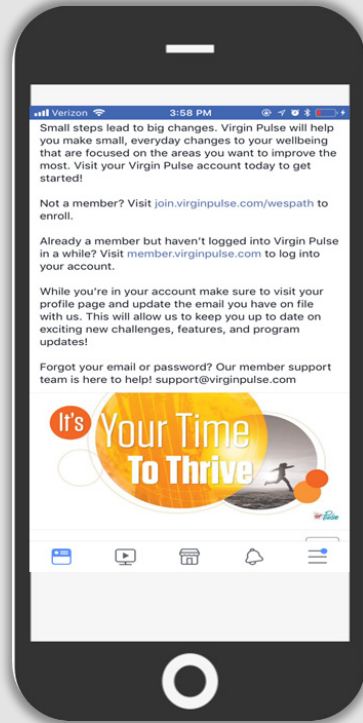 Verizon 3:58 PM
Small steps lead to big changes. Virgin Pulse will help
you make small, everyday changes to your wellbeing
that are focused on the areas you want to improve the
most. Visit your Virgin Pulse account today to get
started!
Not a member? Visit join.virginpulse.com/wespath to
enroll.
Already a member but haven't logged into Virgin Pulse
in a while? Visit member.virginpulse.com to log into
your account.
While you're in your account make sure to visit your
profile page and update the email you have on file
with us. This will allow us to keep you up to date on
exciting new challenges, features, and program
updates!
Forgot your email or password? Our member support
team is here to help! support@virginpulse.com
It's Your Time
To Thrive